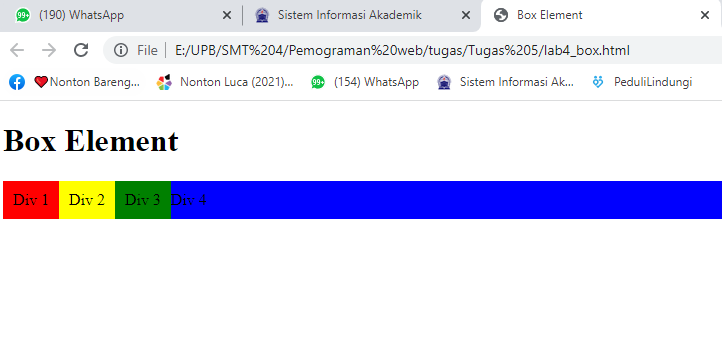 (190) WhatsApp
Sistem Informasi Akademik
Box Element
File | E:/UPB/SMT%204/Pemograman%20web/tugas/Tugas%205/lab4_box.html
Nonton Bareng... Nonton Luca (2021)... (154) WhatsApp Sistem Informasi Ak... PeduliLindungi
Box Element
Div 1 Div 2 Div 3 Div 4